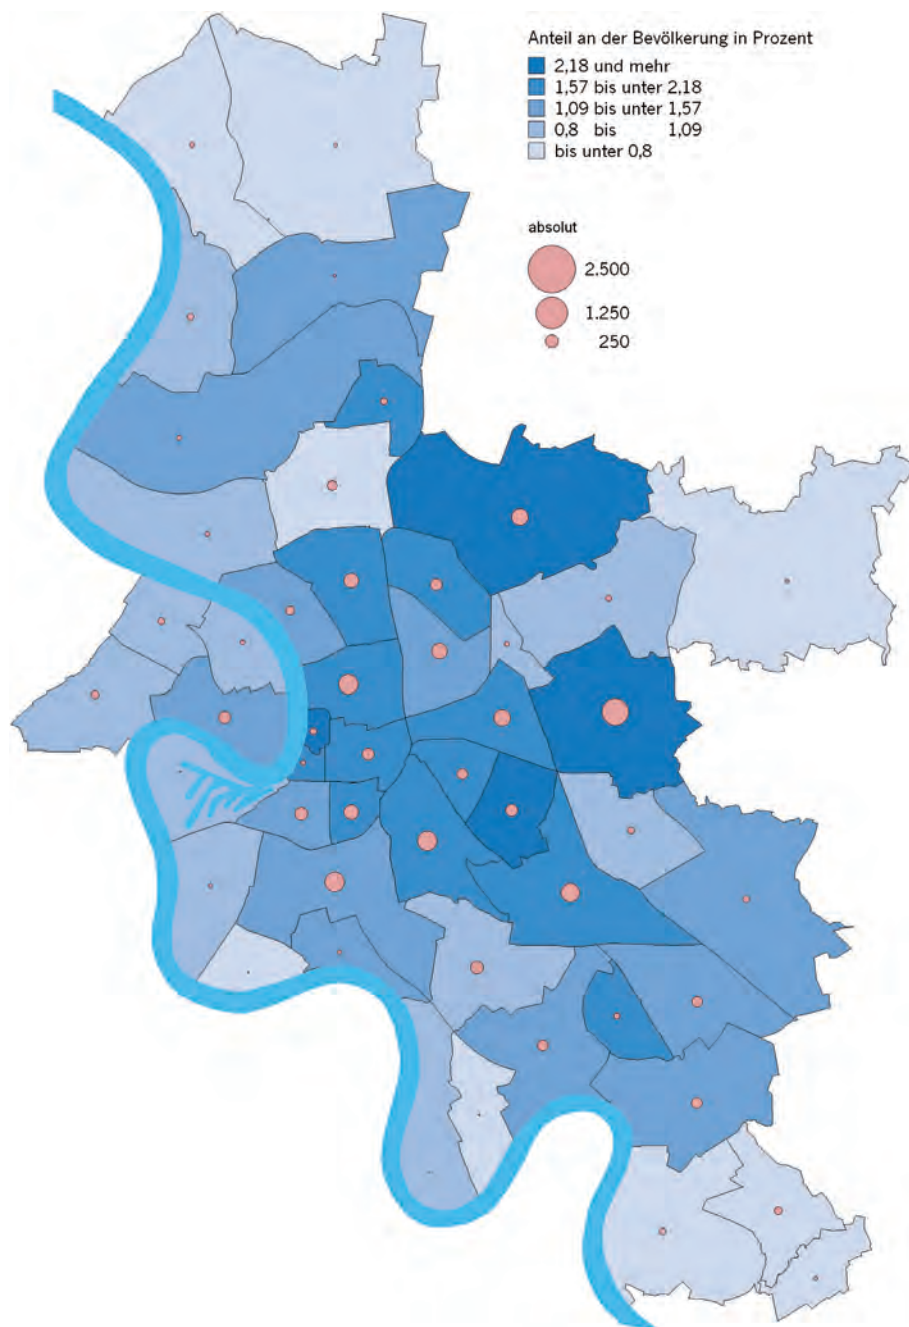 Anteil an der Bevölkerung in Prozent
2,18 und mehr
1,57 bis unter 2,18
1,09 bis unter 1,57
0,8 bis 1,09
bis unter 0,8
absolut
2.500
1.250
250